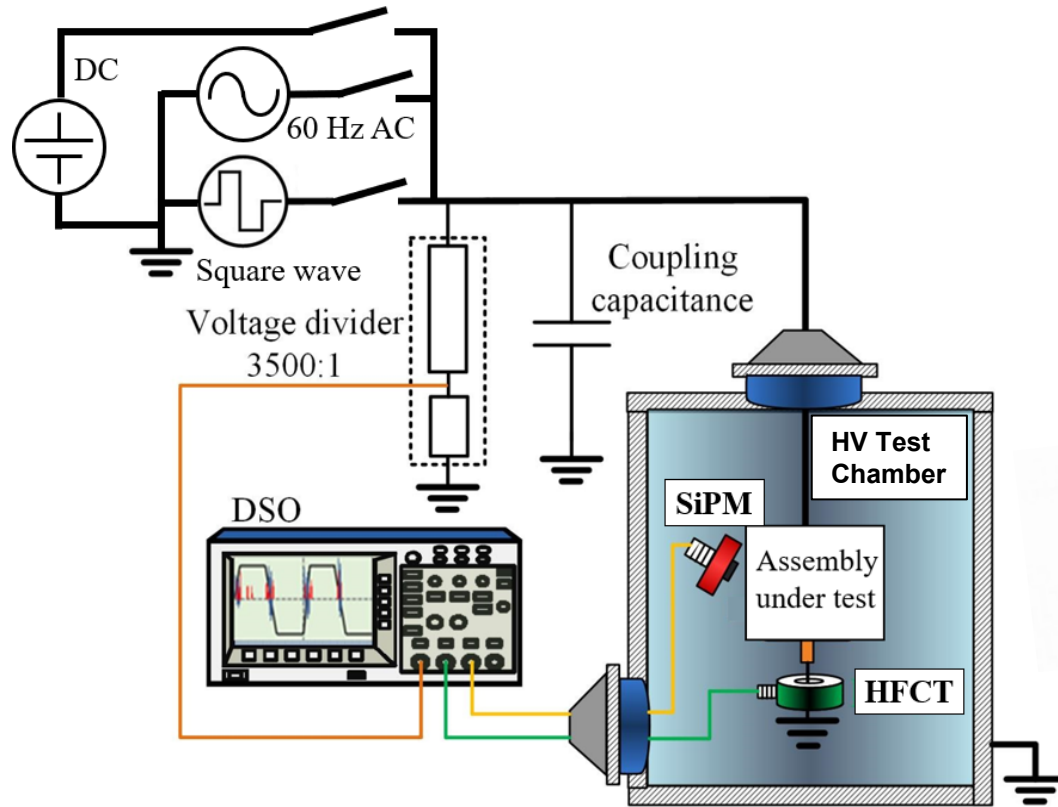 DC
60 Hz AC
Square wave
Voltage divider
3500:1
Coupling
capacitance
HV Test
Chamber
SiPM
DSO
Assembly
under test
HFCT